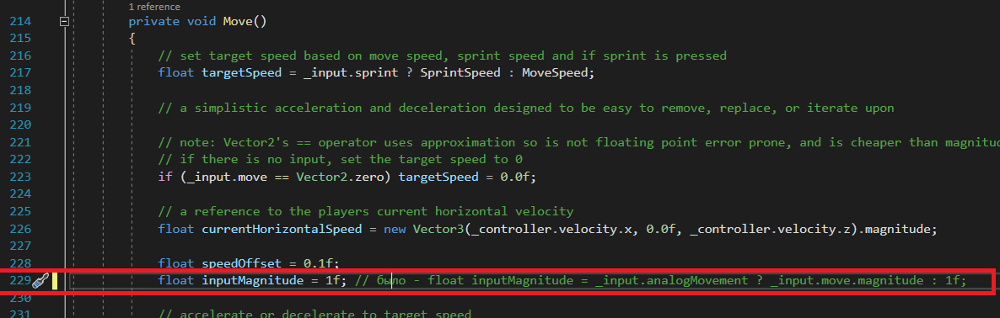 1 reference
214 private void Move()
215 {
216 // set target speed based on move speed, sprint speed and if sprint is pressed
217 float targetSpeed = _input.sprint ? SprintSpeed : MoveSpeed;
218
219 // a simplistic acceleration and deceleration designed to be easy to remove, replace, or iterate upon
220
221 // note: Vector2's == operator uses approximation so is not floating point error prone, and is cheaper than magnitud
222 // if there is no input, set the target speed to 0
223 if (_input.move == Vector2.zero) targetSpeed = 0.0f;
224
225 // a reference to the players current horizontal velocity
226 float currentHorizontalSpeed = new Vector3(_controller.velocity.x, 0.0f, _controller.velocity.z).magnitude;
227
228 float speedOffset = 0.1f;
229 float inputMagnitude = 1f; // было - float inputMagnitude = _input.analogMovement ? _input.move.magnitude : 1f;
230
231 // accelerate or decelerate to target speed